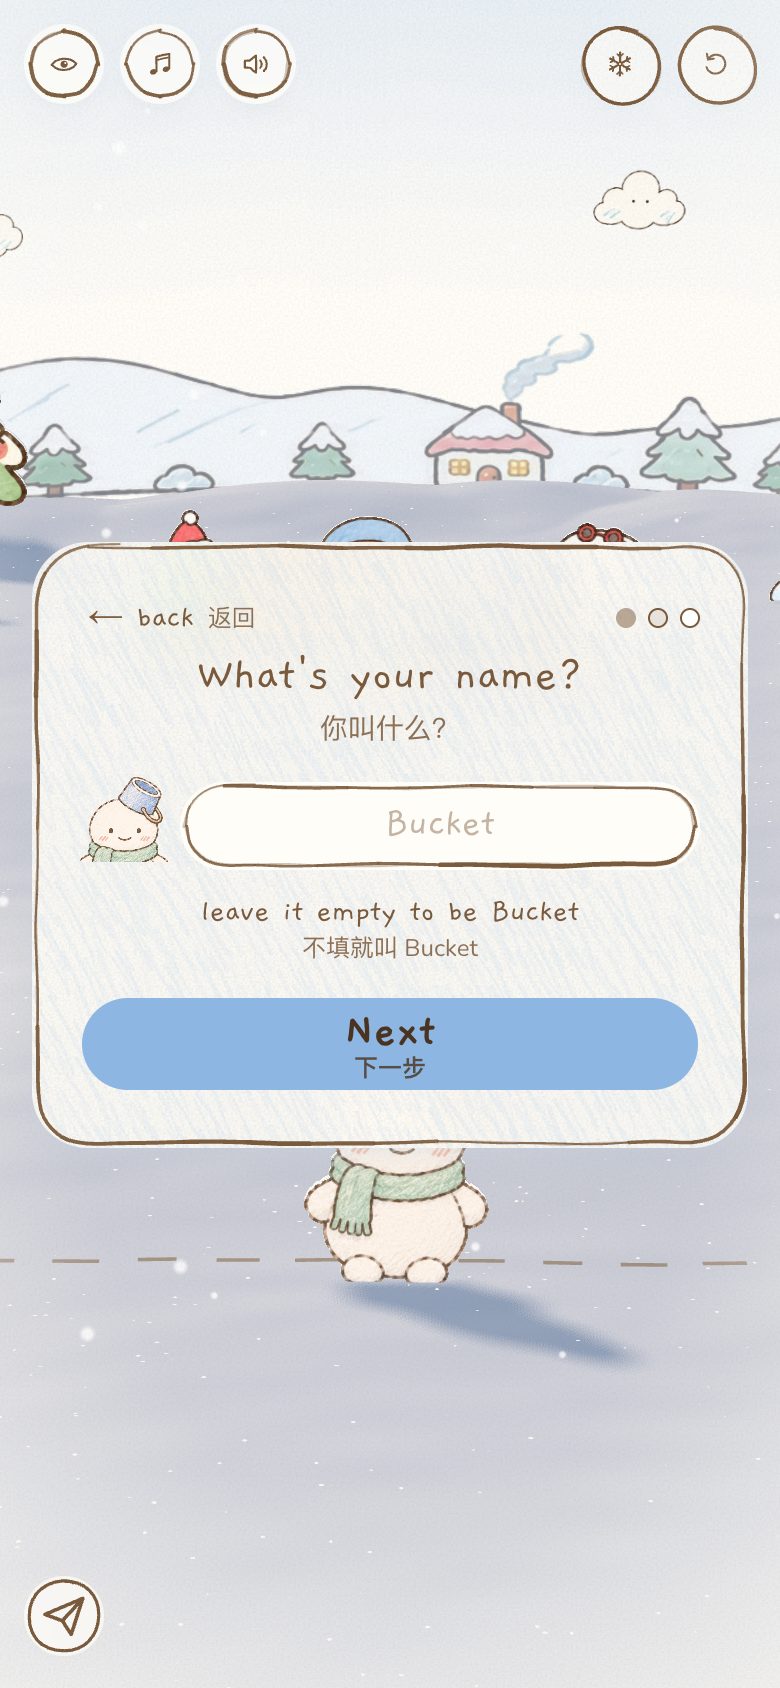 ← back 返回
What's your name?
你叫什么?
Bucket
leave it empty to be Bucket
不填就叫 Bucket
Next
下一步